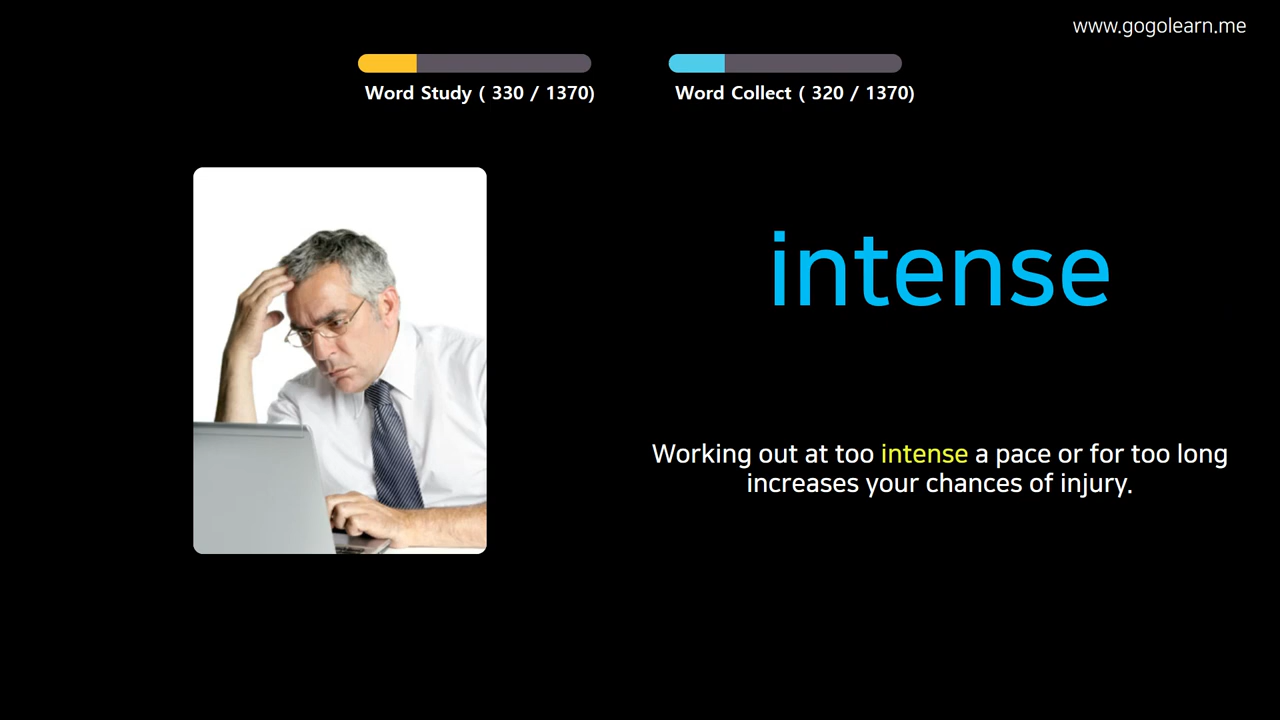 www.gogolearn.me
Word Study ( 330 / 1370)
Word Collect ( 320 / 1370)
intense
Working out at too intense a pace or for too long
increases your chances of injury.